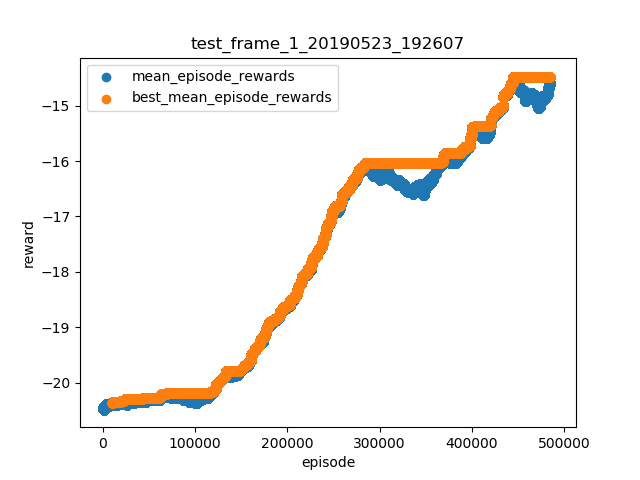 test_frame_1_20190523_192607
mean_episode_rewards
best_mean_episode_rewards
−15
−16
−17
−18
−19
−20
reward
0 100000 200000 300000 400000 500000
episode